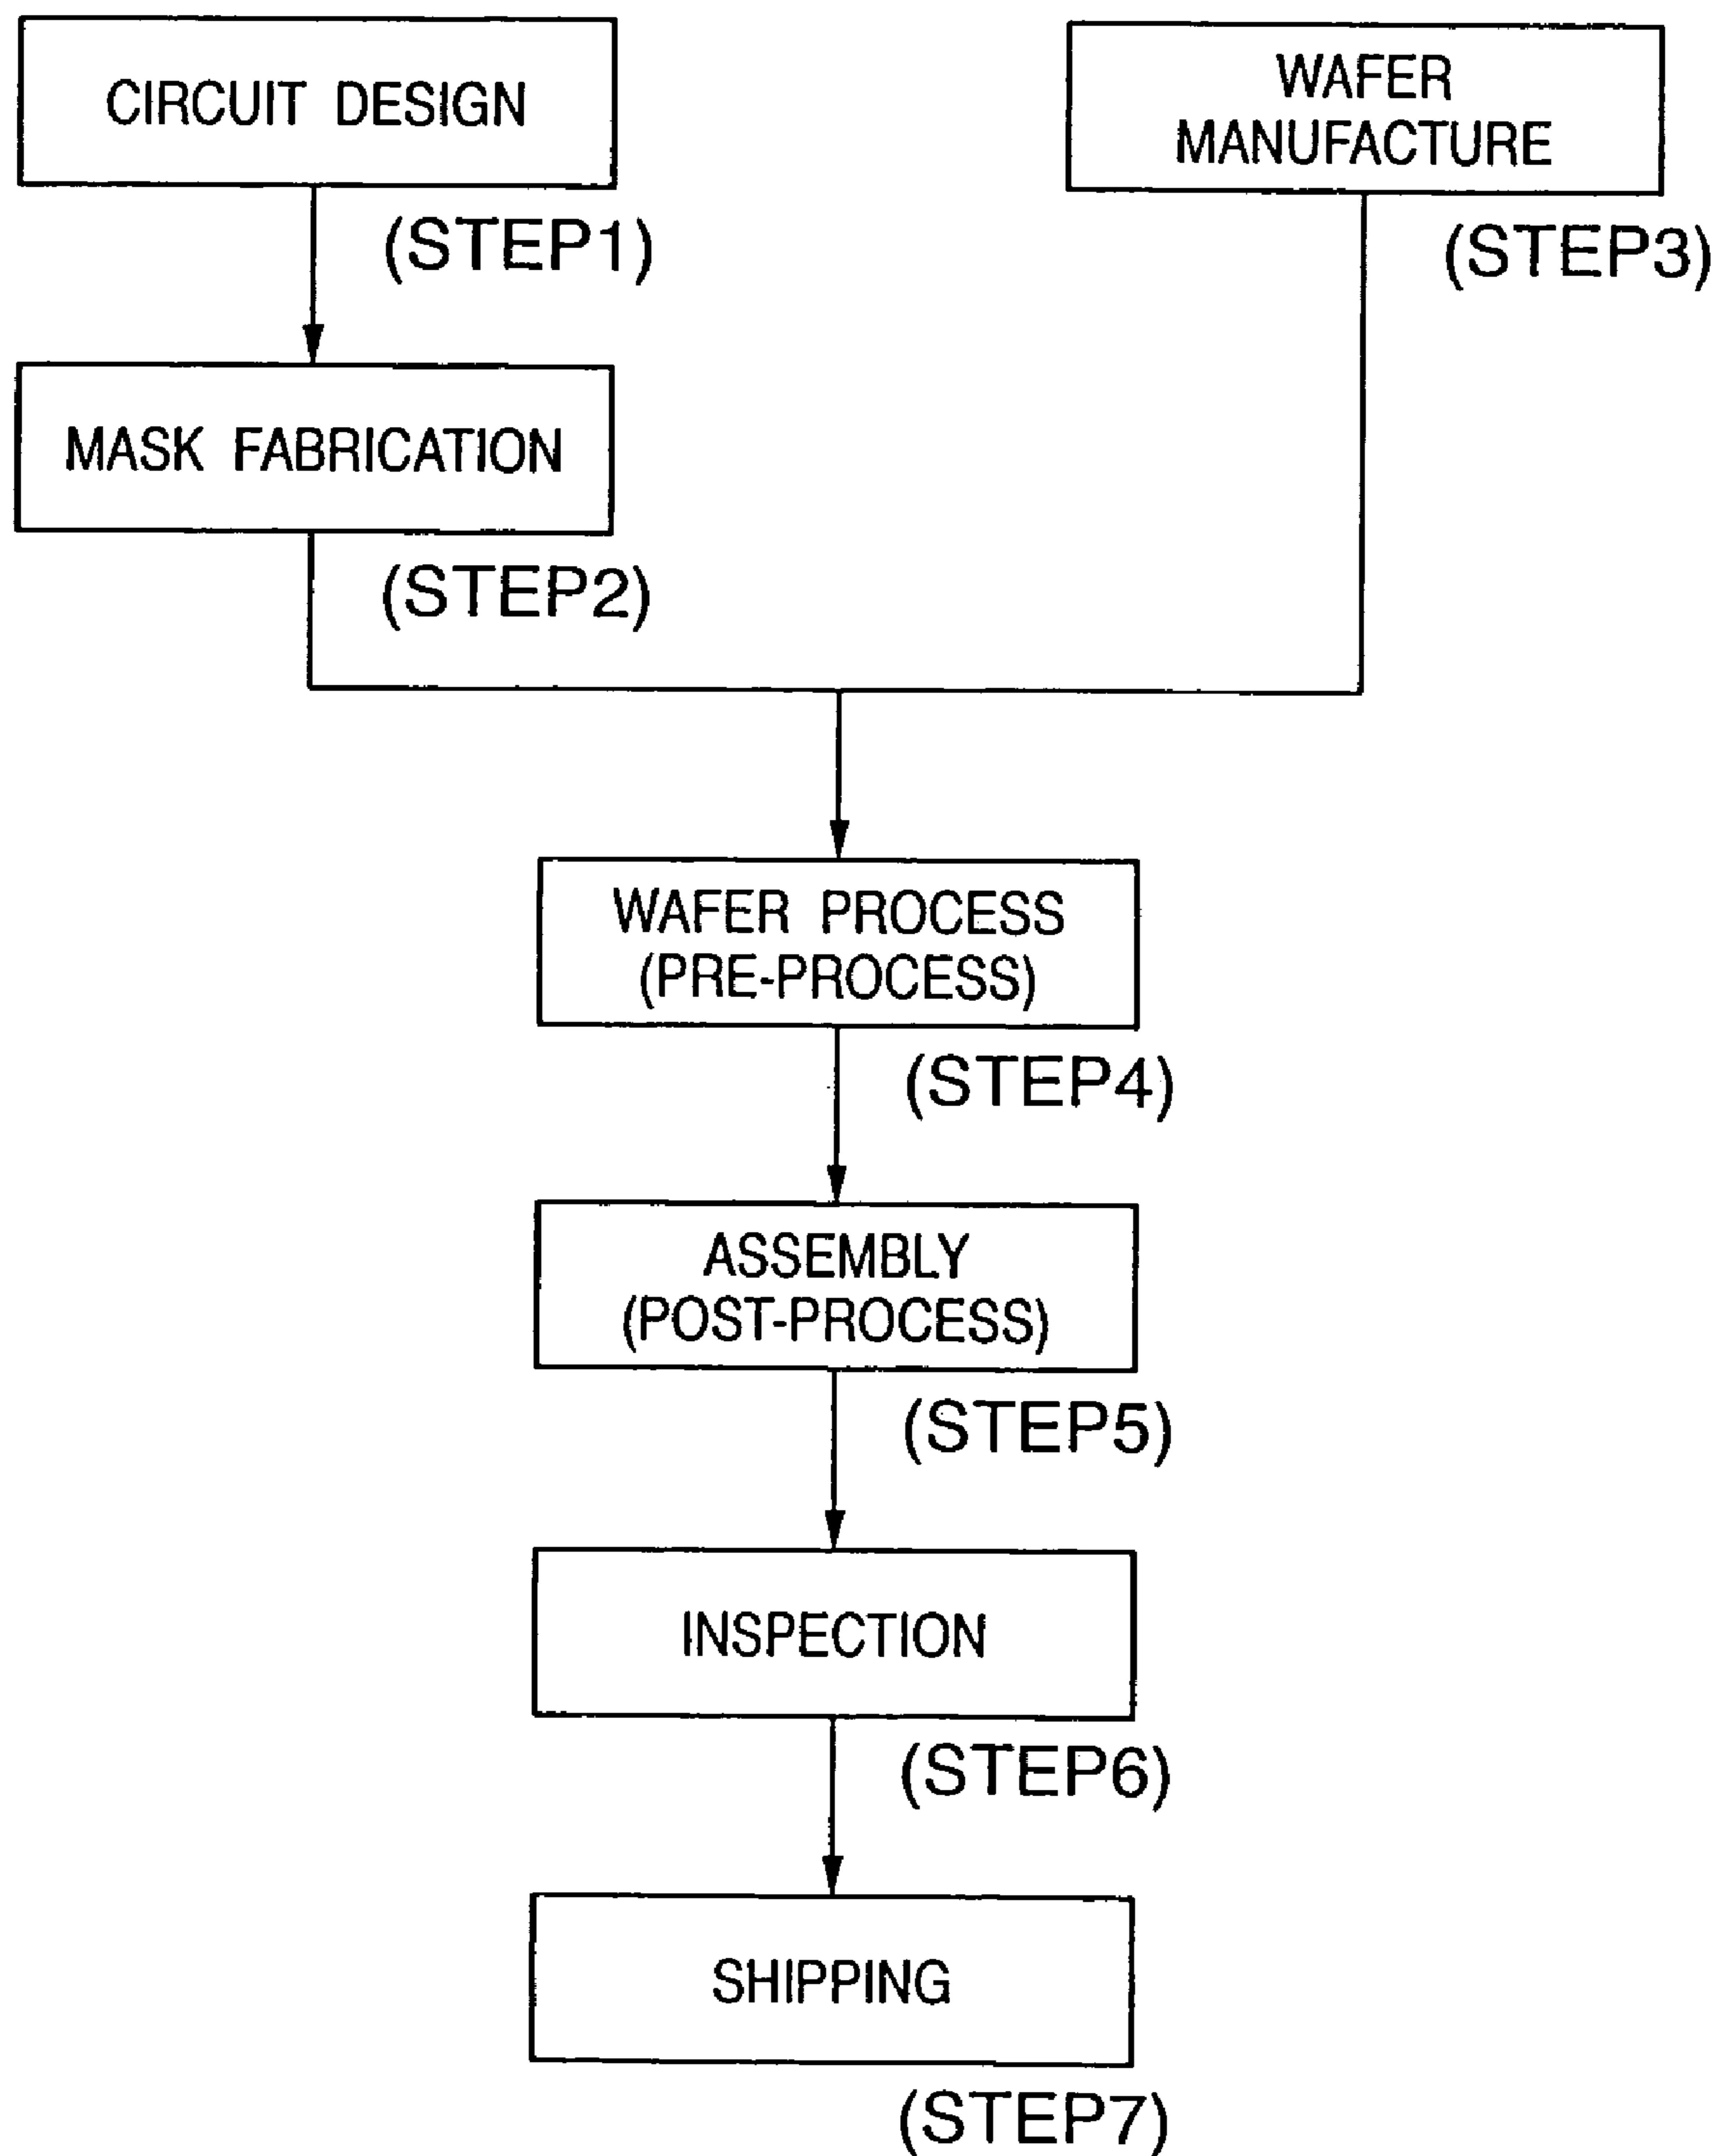 CIRCUIT DESIGN
(STEP1)
MASK FABRICATION
(STEP2)
WAFER
MANUFACTURE
(STEP3)
WAFER PROCESS
(PRE-PROCESS)
(STEP4)
ASSEMBLY
(POST-PROCESS)
(STEP5)
INSPECTION
(STEP6)
SHIPPING
(STEP7)